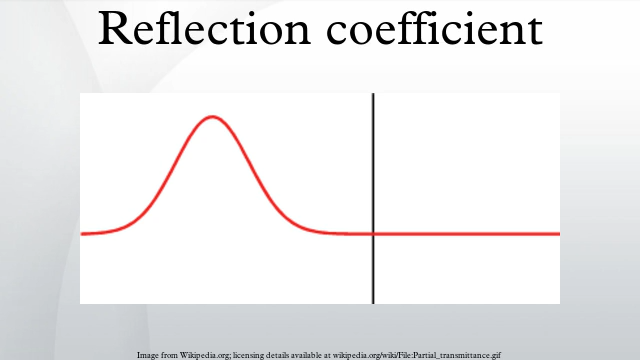 Reflection coefficient
Image from Wikipedia.org; licensing details available at wikipedia.org/wiki/File:Partial_transmittance.gif